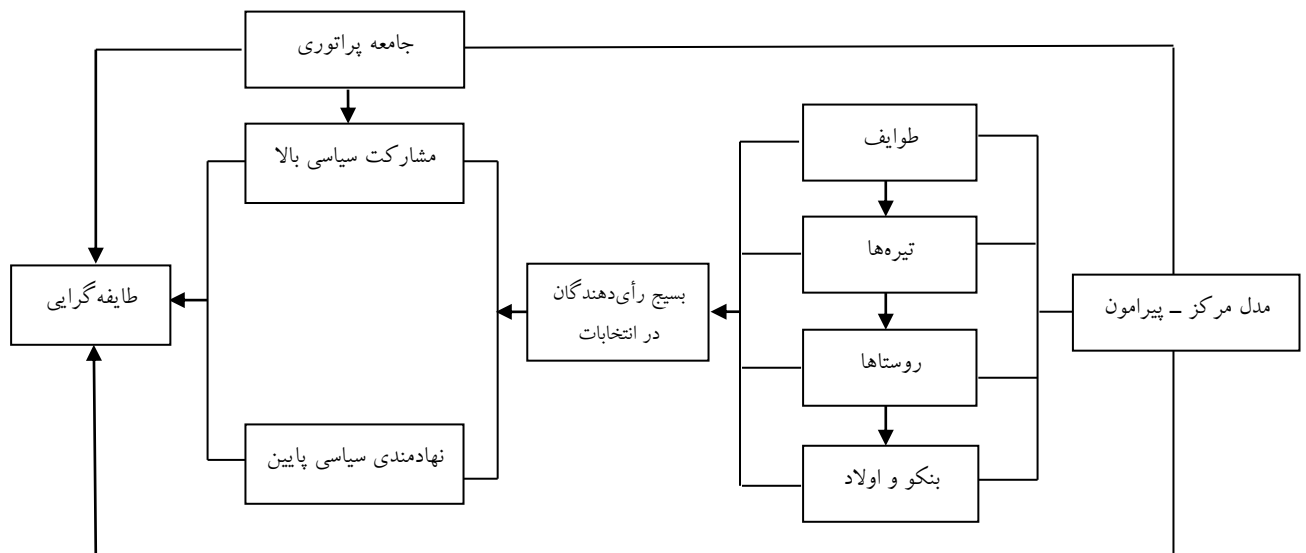 جامعه پراتوری
طوایف
مشارکت سیاسی بالا
تیره‌ها
مدل مرکز – پیرامون
بسیج رأی‌دهندگان
در انتخابات
طایفه‌گرایی
روستاها
نهادمندی سیاسی پایین
بنکو و اولاد